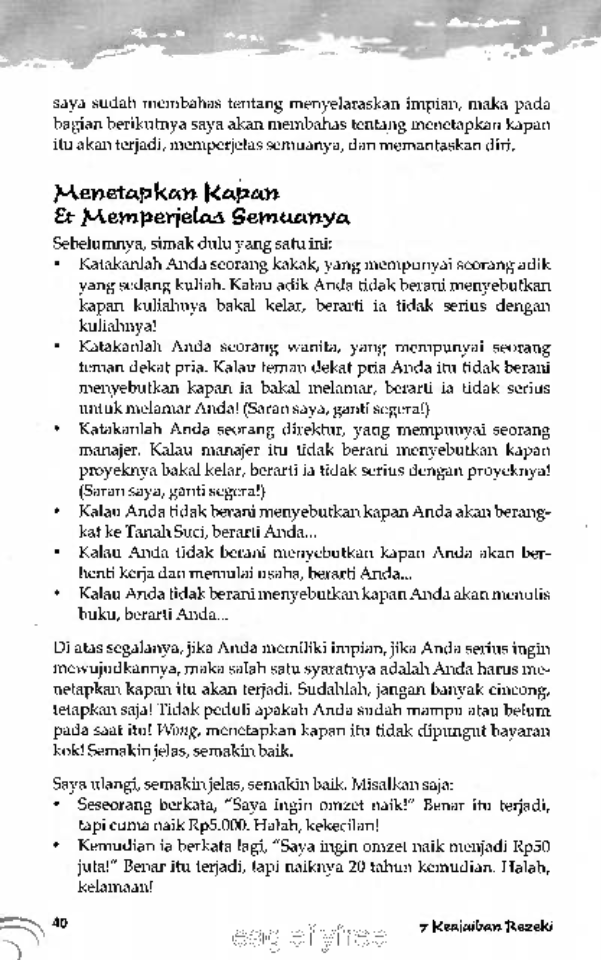 saya sudah membahas tentang menyelaraskan impian, maka pada
bagian berikutnya saya akan membahas tentang menetapkan kapan
itu akan terjadi, memperjelas semuanya, dan memantaskan diri.
Menetapkan Kapan
& Memperjelas Semuanya
Sebelumnya, simak dulu yang satu ini:
• Katakanlah Anda seorang kakak, yang mempunyai seorang adik
yang sedang kuliah. Kalau adik Anda tidak berani menyebutkan
kapan kuliahnya bakal kelar, berarti ia tidak serius dengan
kuliahnya!
• Katakanlah Anda seorang wanita, yang mempunyai seorang
teman dekat pria. Kalau teman dekat pria Anda itu tidak berani
menyebutkan kapan ia bakal melamar, berarti ia tidak serius
untuk melamar Anda! (Saran saya, ganti segera!)
• Katakanlah Anda seorang direktur, yang mempunyai seorang
manajer. Kalau manajer itu tidak berani menyebutkan kapan
proyeknya bakal kelar, berarti ia tidak serius dengan proyeknya!
(Saran saya, ganti segera!)
• Kalau Anda tidak berani menyebutkan kapan Anda akan berang-
kat ke Tanah Suci, berarti Anda...
• Kalau Anda tidak berani menyebutkan kapan Anda akan ber-
henti kerja dan memulai usaha, berarti Anda...
• Kalau Anda tidak berani menyebutkan kapan Anda akan menulis
buku, berarti Anda...
Di atas segalanya, jika Anda memiliki impian, jika Anda serius ingin
mewujudkannya, maka salah satu syaratnya adalah Anda harus me-
netapkan kapan itu akan terjadi. Sudahlah, jangan banyak cincong,
tetapkan saja! Tidak peduli apakah Anda sudah mampu atau belum
pada saat itu! Wong, menetapkan kapan itu tidak dipungut bayaran
kok! Semakin jelas, semakin baik.
Saya ulangi, semakin jelas, semakin baik. Misalkan saja:
• Seseorang berkata, "Saya ingin omzet naik!" Benar itu terjadi,
tapi cuma naik Rp5.000. Halah, kekecilan!
• Kemudian ia berkata lagi, "Saya ingin omzet naik menjadi Rp50
juta!" Benar itu terjadi, tapi naiknya 20 tahun kemudian. Halah,
kelamaan!
40
7 Keajaiban Rezeki